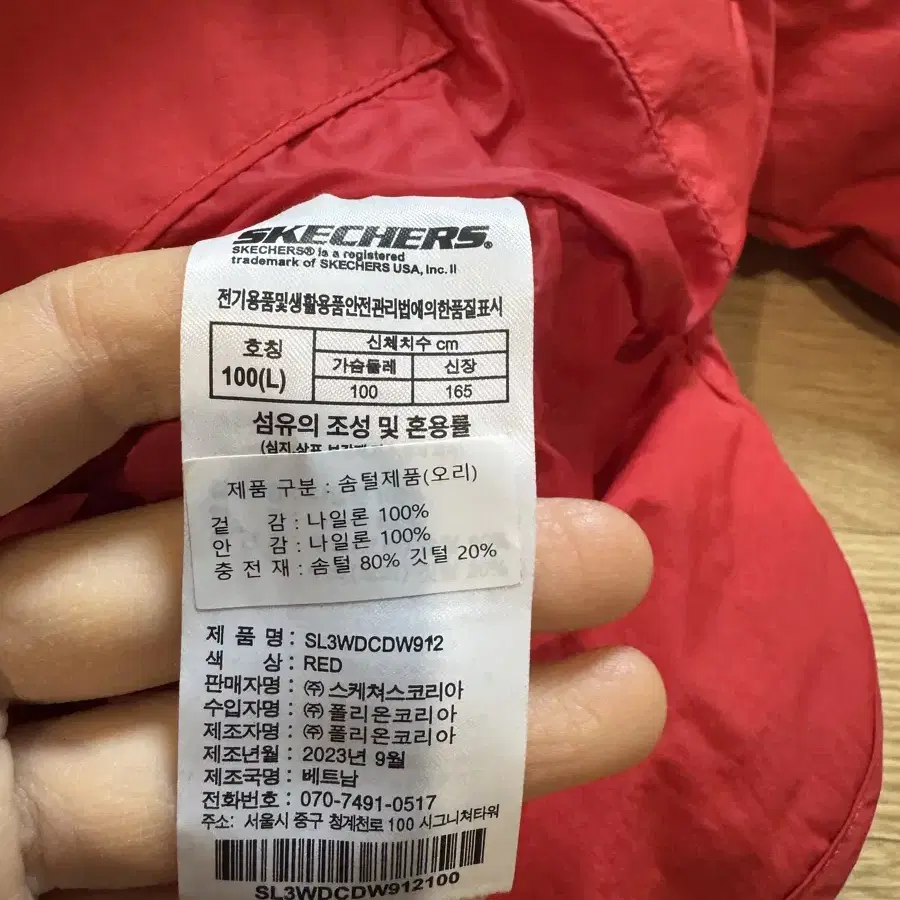 SKECHERS.
SKECHERS® is a registered
trademark of SKECHERS USA, Inc. II
전기용품및생활용품안전관리법에의한품질표시
호칭 신체치수 cm
100(L) 가슴둘레 신장
100 165
섬유의 조성 및 혼용률
제품 구분 : 솜털제품(오리)
겉 감 : 나일론 100%
안 감 : 나일론 100%
충 전 재 : 솜털 80% 깃털 20%
제 품 명 : SL3WDCDW912
색 상 : RED
판매자명 : ㈜ 스케쳐스코리아
수입자명 : ㈜ 폴리온코리아
제조자명 : ㈜ 폴리온코리아
제조년월 : 2023년 9월
제조국명 : 베트남
전화번호 : 070-7491-0517
주소: 서울시 중구 청계천로 100 시그니쳐타워
SL3WDCDW912100